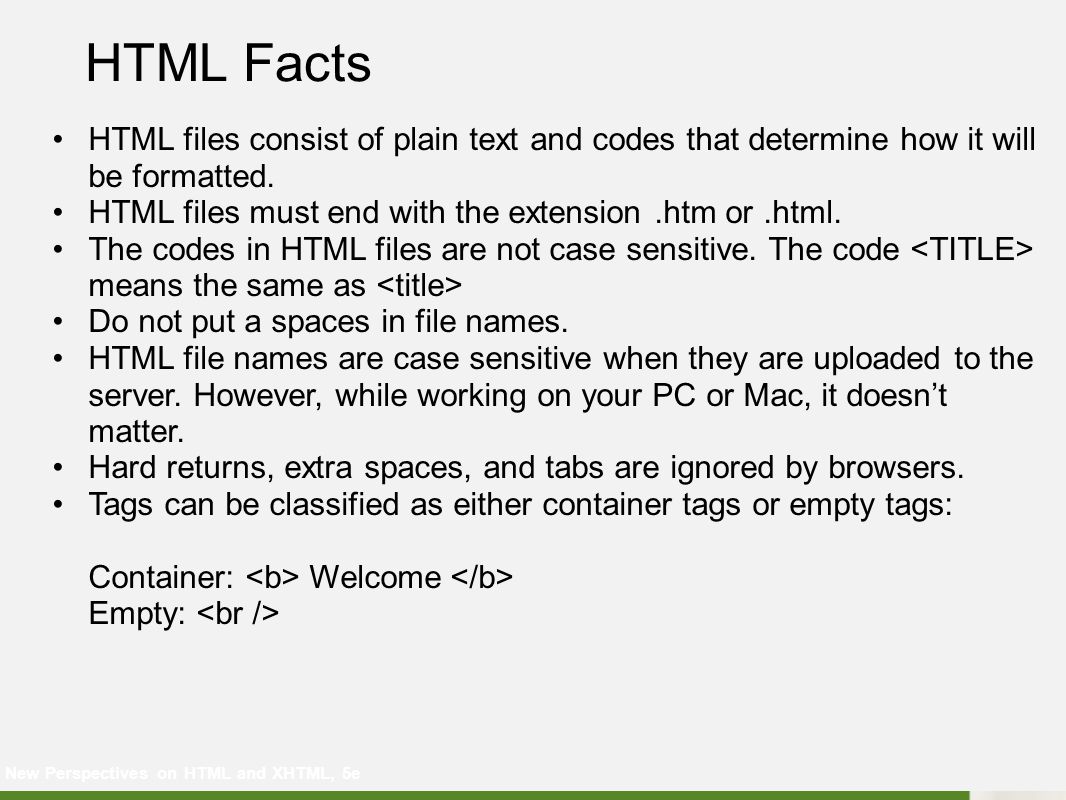 HTML Facts
• HTML files consist of plain text and codes that determine how it will
be formatted.
• HTML files must end with the extension .htm or .html.
• The codes in HTML files are not case sensitive. The code <TITLE>
means the same as <title>
• Do not put a spaces in file names.
• HTML file names are case sensitive when they are uploaded to the
server. However, while working on your PC or Mac, it doesn’t
matter.
• Hard returns, extra spaces, and tabs are ignored by browsers.
• Tags can be classified as either container tags or empty tags:
Container: <b> Welcome </b>
Empty: <br />
New Perspectives on HTML and XHTML, 5e